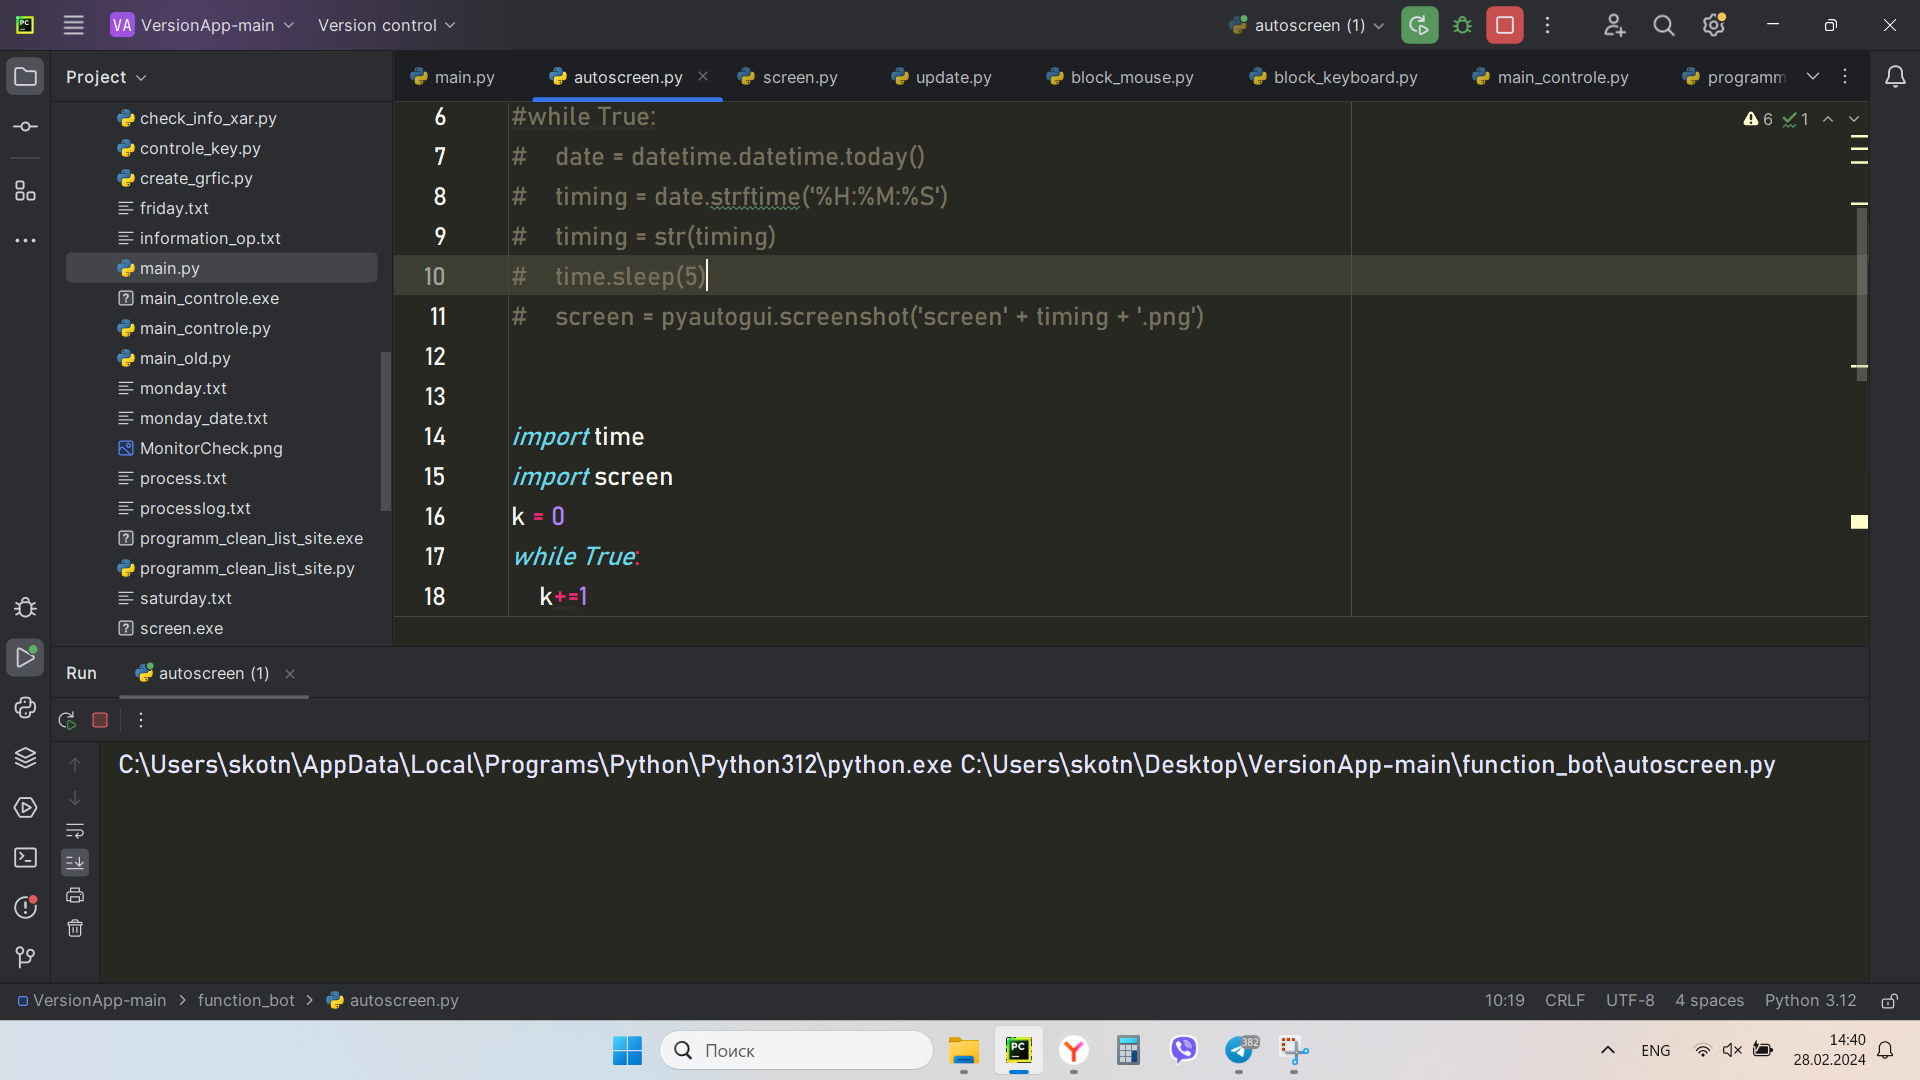 VA VersionApp-main Version control autoscreen (1)
Project
main.py autoscreen.py screen.py update.py block_mouse.py block_keyboard.py main_controle.py programm
check_info_xar.py
controle_key.py
create_grfic.py
friday.txt
information_op.txt
main.py
main_controle.exe
main_controle.py
main_old.py
monday.txt
monday_date.txt
MonitorCheck.png
process.txt
processlog.txt
programm_clean_list_site.exe
programm_clean_list_site.py
saturday.txt
screen.exe
6 1
6 #while True:
7 #    date = datetime.datetime.today()
8 #    timing = date.strftime('%H:%M:%S')
9 #    timing = str(timing)
10 #    time.sleep(5)
11 #    screen = pyautogui.screenshot('screen' + timing + '.png')
12
13
14 import time
15 import screen
16 k = 0
17 while True:
18     k+=1
Run autoscreen (1)
C:\Users\skotn\AppData\Local\Programs\Python\Python312\python.exe C:\Users\skotn\Desktop\VersionApp-main\function_bot\autoscreen.py
VersionApp-main > function_bot > autoscreen.py 10:19 CRLF UTF-8 4 spaces Python 3.12
Поиск PC 382 ENG 14:40
28.02.2024